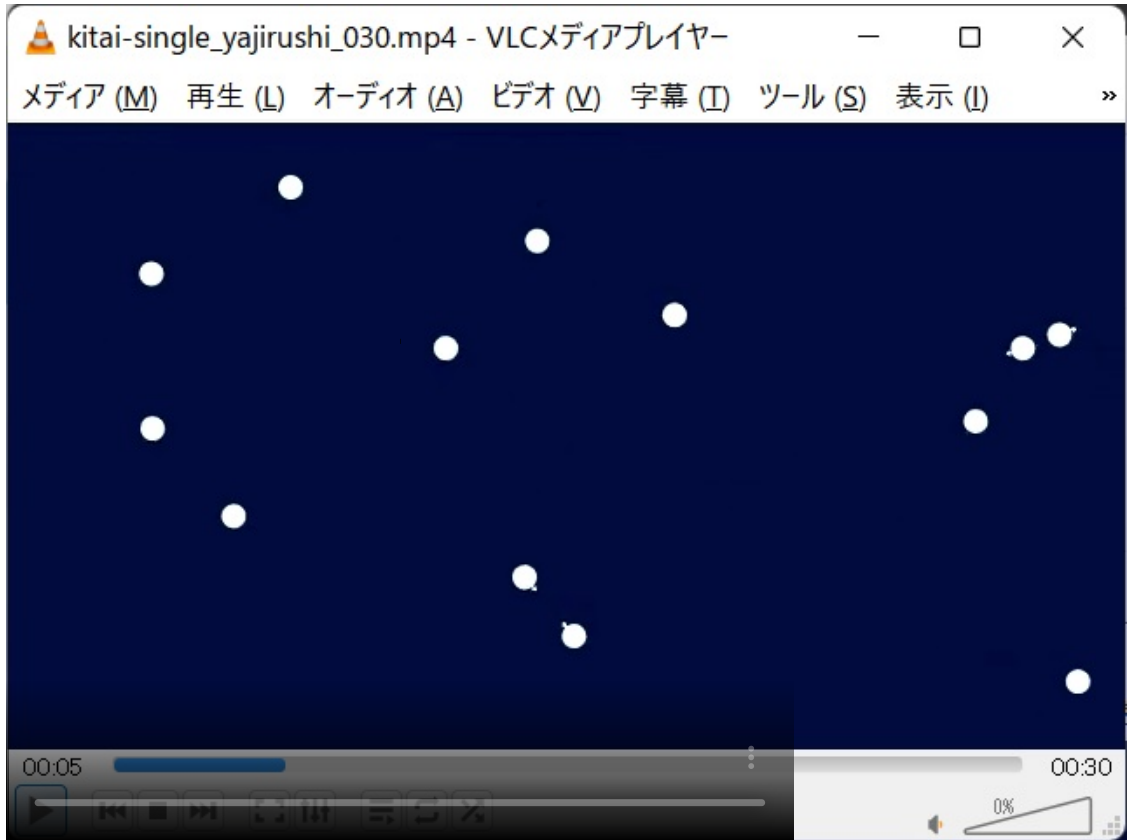 kitai-single_yajirushi_030.mp4 - VLCメディアプレイヤー
メディア (M) 再生 (L) オーディオ (A) ビデオ (V) 字幕 (T) ツール (S) 表示 (I) »
00:05 00:30
0%